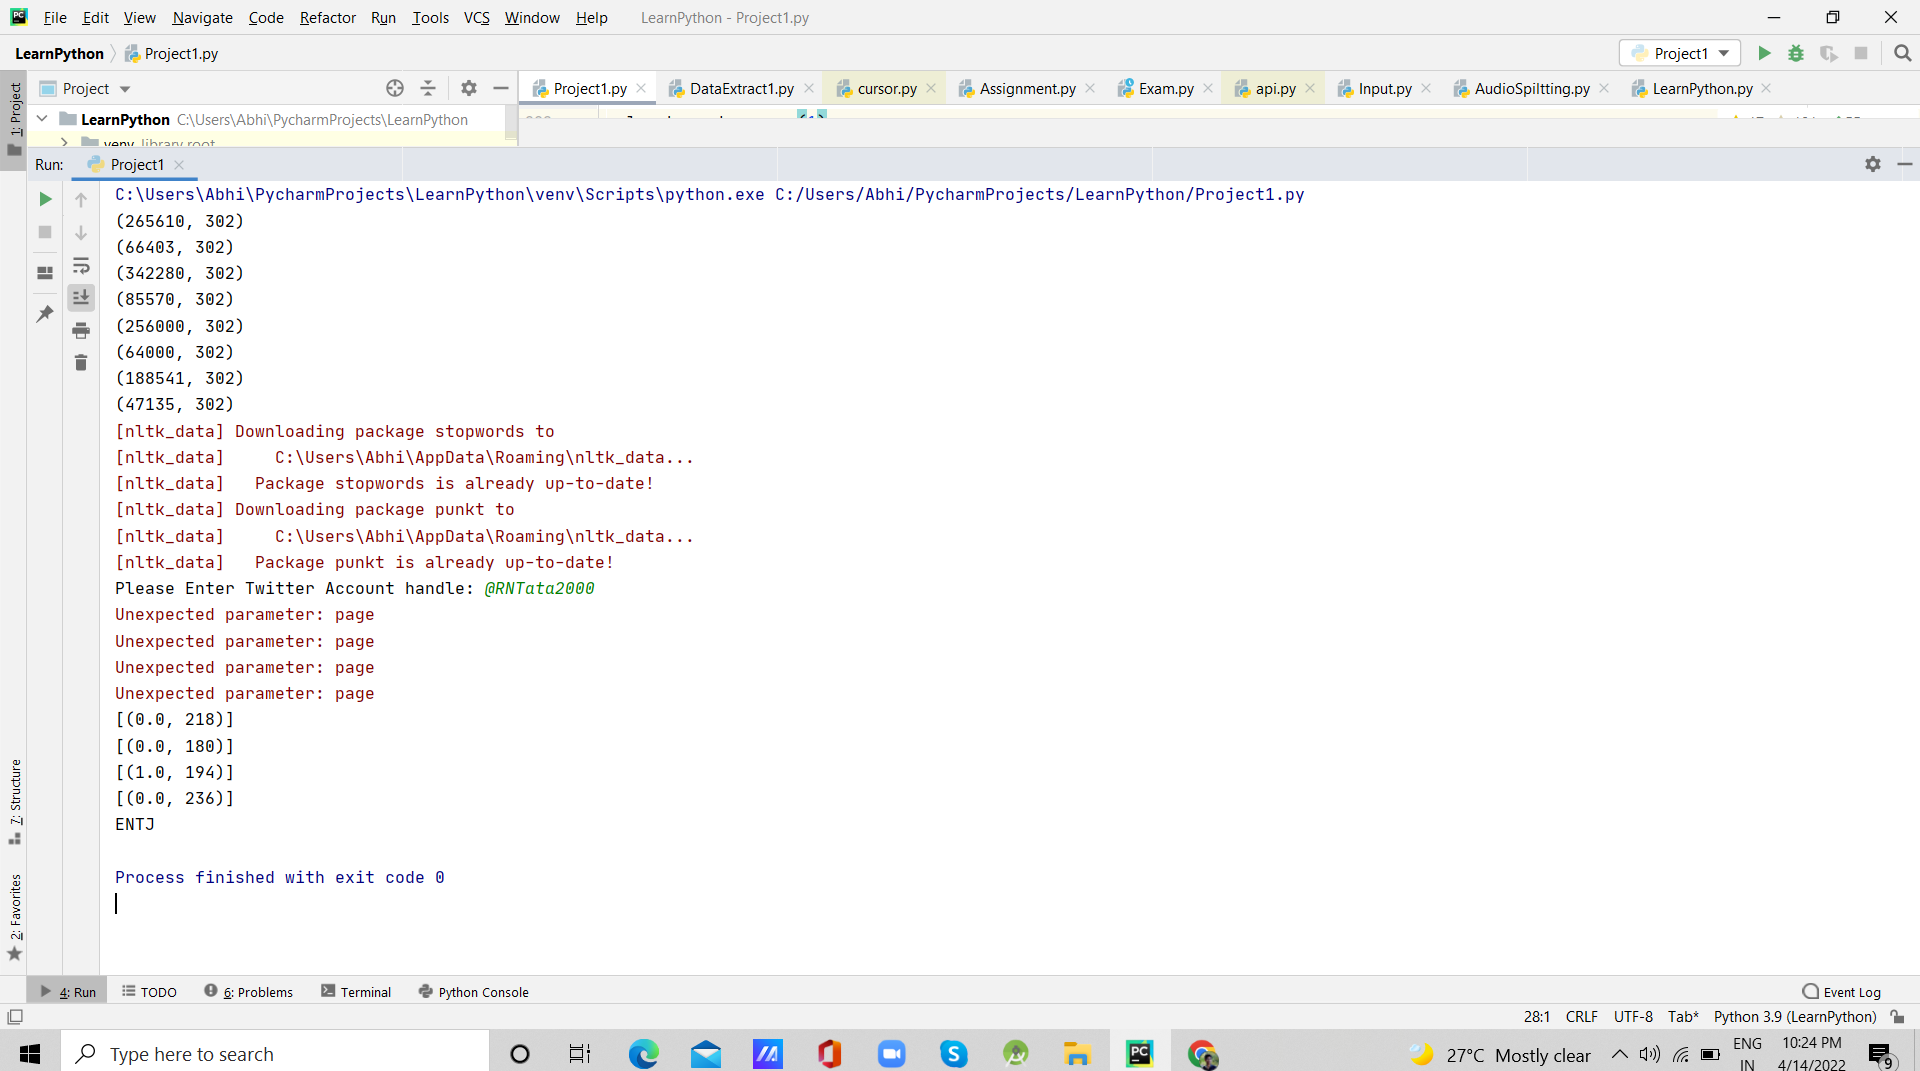 File Edit View Navigate Code Refactor Run Tools VCS Window Help LearnPython - Project1.py
LearnPython Project1.py Project1
Project Project1.py DataExtract1.py cursor.py Assignment.py Exam.py api.py Input.py AudioSpiltting.py LearnPython.py
1: Project
LearnPython C:\Users\Abhi\PycharmProjects\LearnPython
venv library root
Run: Project1
C:\Users\Abhi\PycharmProjects\LearnPython\venv\Scripts\python.exe C:/Users/Abhi/PycharmProjects/LearnPython/Project1.py
(265610, 302)
(66403, 302)
(342280, 302)
(85570, 302)
(256000, 302)
(64000, 302)
(188541, 302)
(47135, 302)
[nltk_data] Downloading package stopwords to
[nltk_data]     C:\Users\Abhi\AppData\Roaming\nltk_data...
[nltk_data]   Package stopwords is already up-to-date!
[nltk_data] Downloading package punkt to
[nltk_data]     C:\Users\Abhi\AppData\Roaming\nltk_data...
[nltk_data]   Package punkt is already up-to-date!
Please Enter Twitter Account handle: @RNTata2000
Unexpected parameter: page
Unexpected parameter: page
Unexpected parameter: page
Unexpected parameter: page
[(0.0, 218)]
[(0.0, 180)]
[(1.0, 194)]
[(0.0, 236)]
ENTJ
Process finished with exit code 0
7: Structure
2: Favorites
4: Run TODO 6: Problems Terminal Python Console Event Log
28:1 CRLF UTF-8 Tab* Python 3.9 (LearnPython)
Type here to search
27°C Mostly clear
ENG
IN
10:24 PM
4/14/2022
9